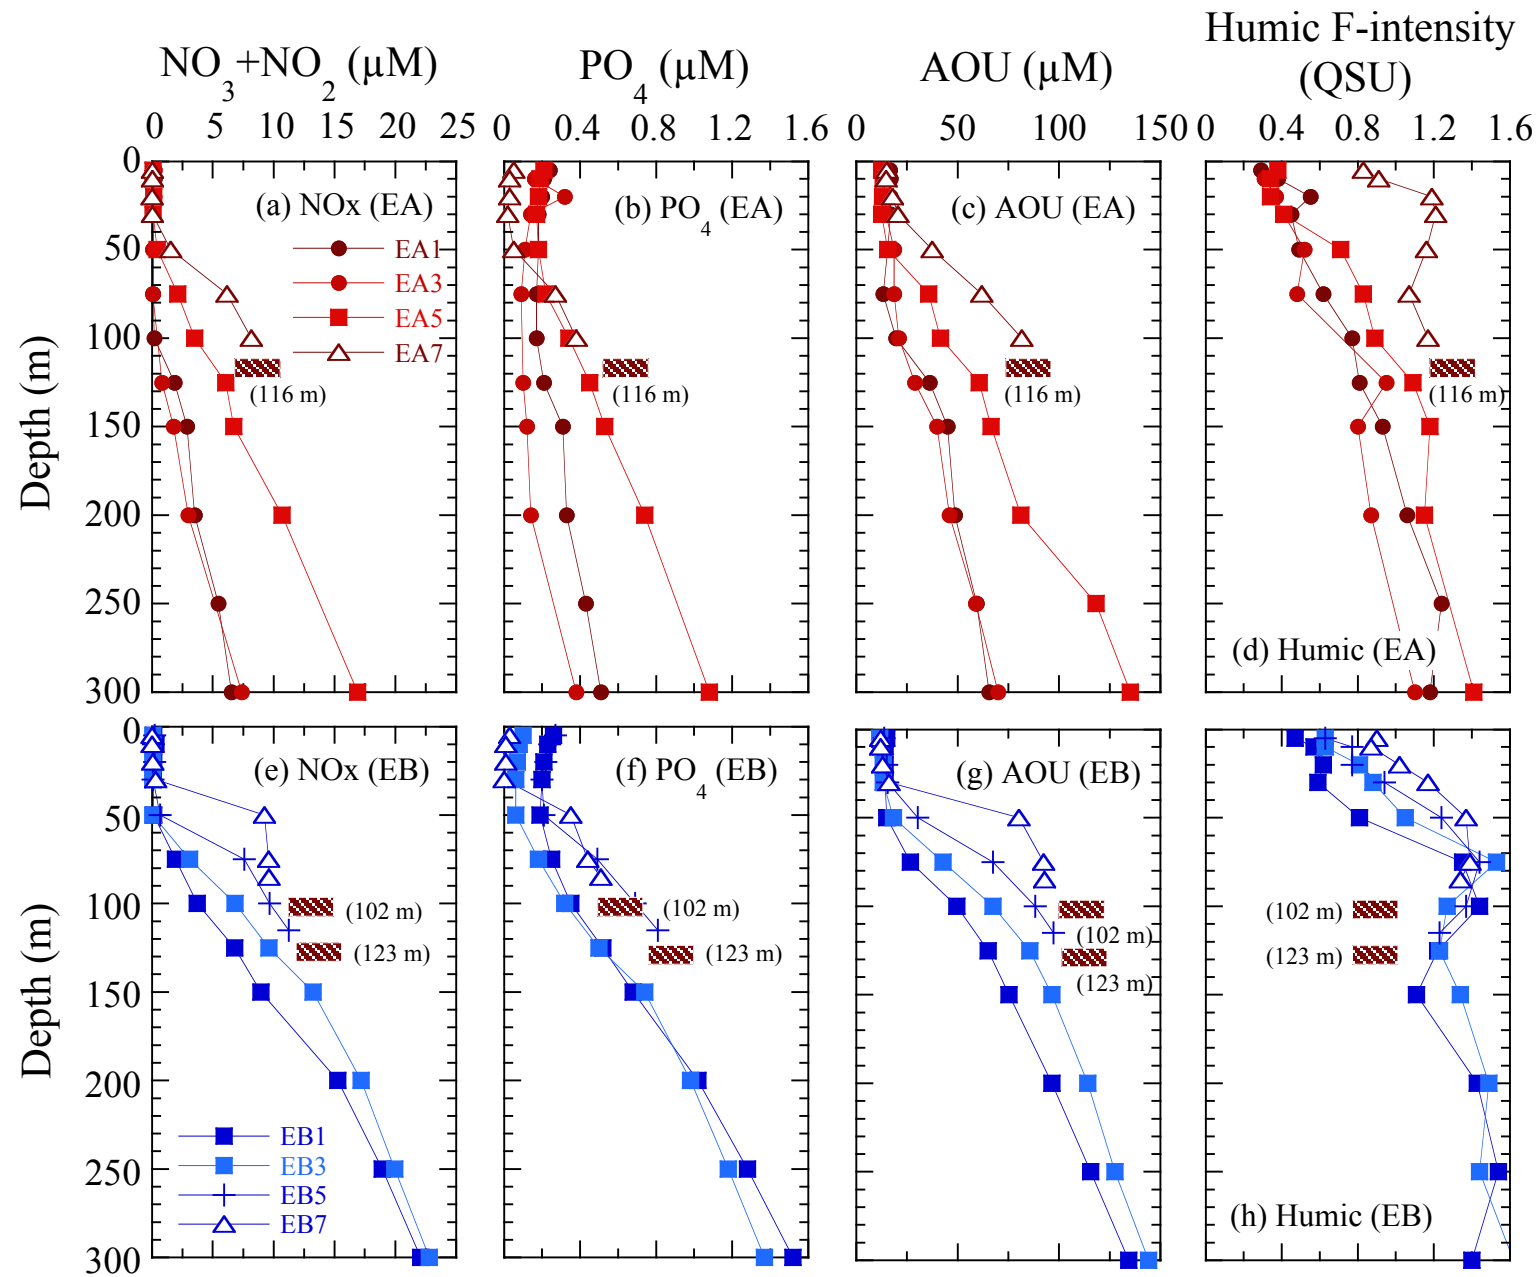 NO3+NO2 (µM)
PO4 (µM)
AOU (µM)
Humic F-intensity
(QSU)
0 5 10 15 20 25
0 0.4 0.8 1.2 1.6
0 50 100 150
0 0.4 0.8 1.2 1.6
Depth (m)
0
50
100
150
200
250
300
(a) NOx (EA)
EA1
EA3
EA5
EA7
(116 m)
(b) PO4 (EA)
(116 m)
(c) AOU (EA)
(116 m)
(116 m)
(d) Humic (EA)
Depth (m)
0
50
100
150
200
250
300
(e) NOx (EB)
(102 m)
(123 m)
EB1
EB3
EB5
EB7
(f) PO4 (EB)
(102 m)
(123 m)
(g) AOU (EB)
(102 m)
(123 m)
(102 m)
(123 m)
(h) Humic (EB)